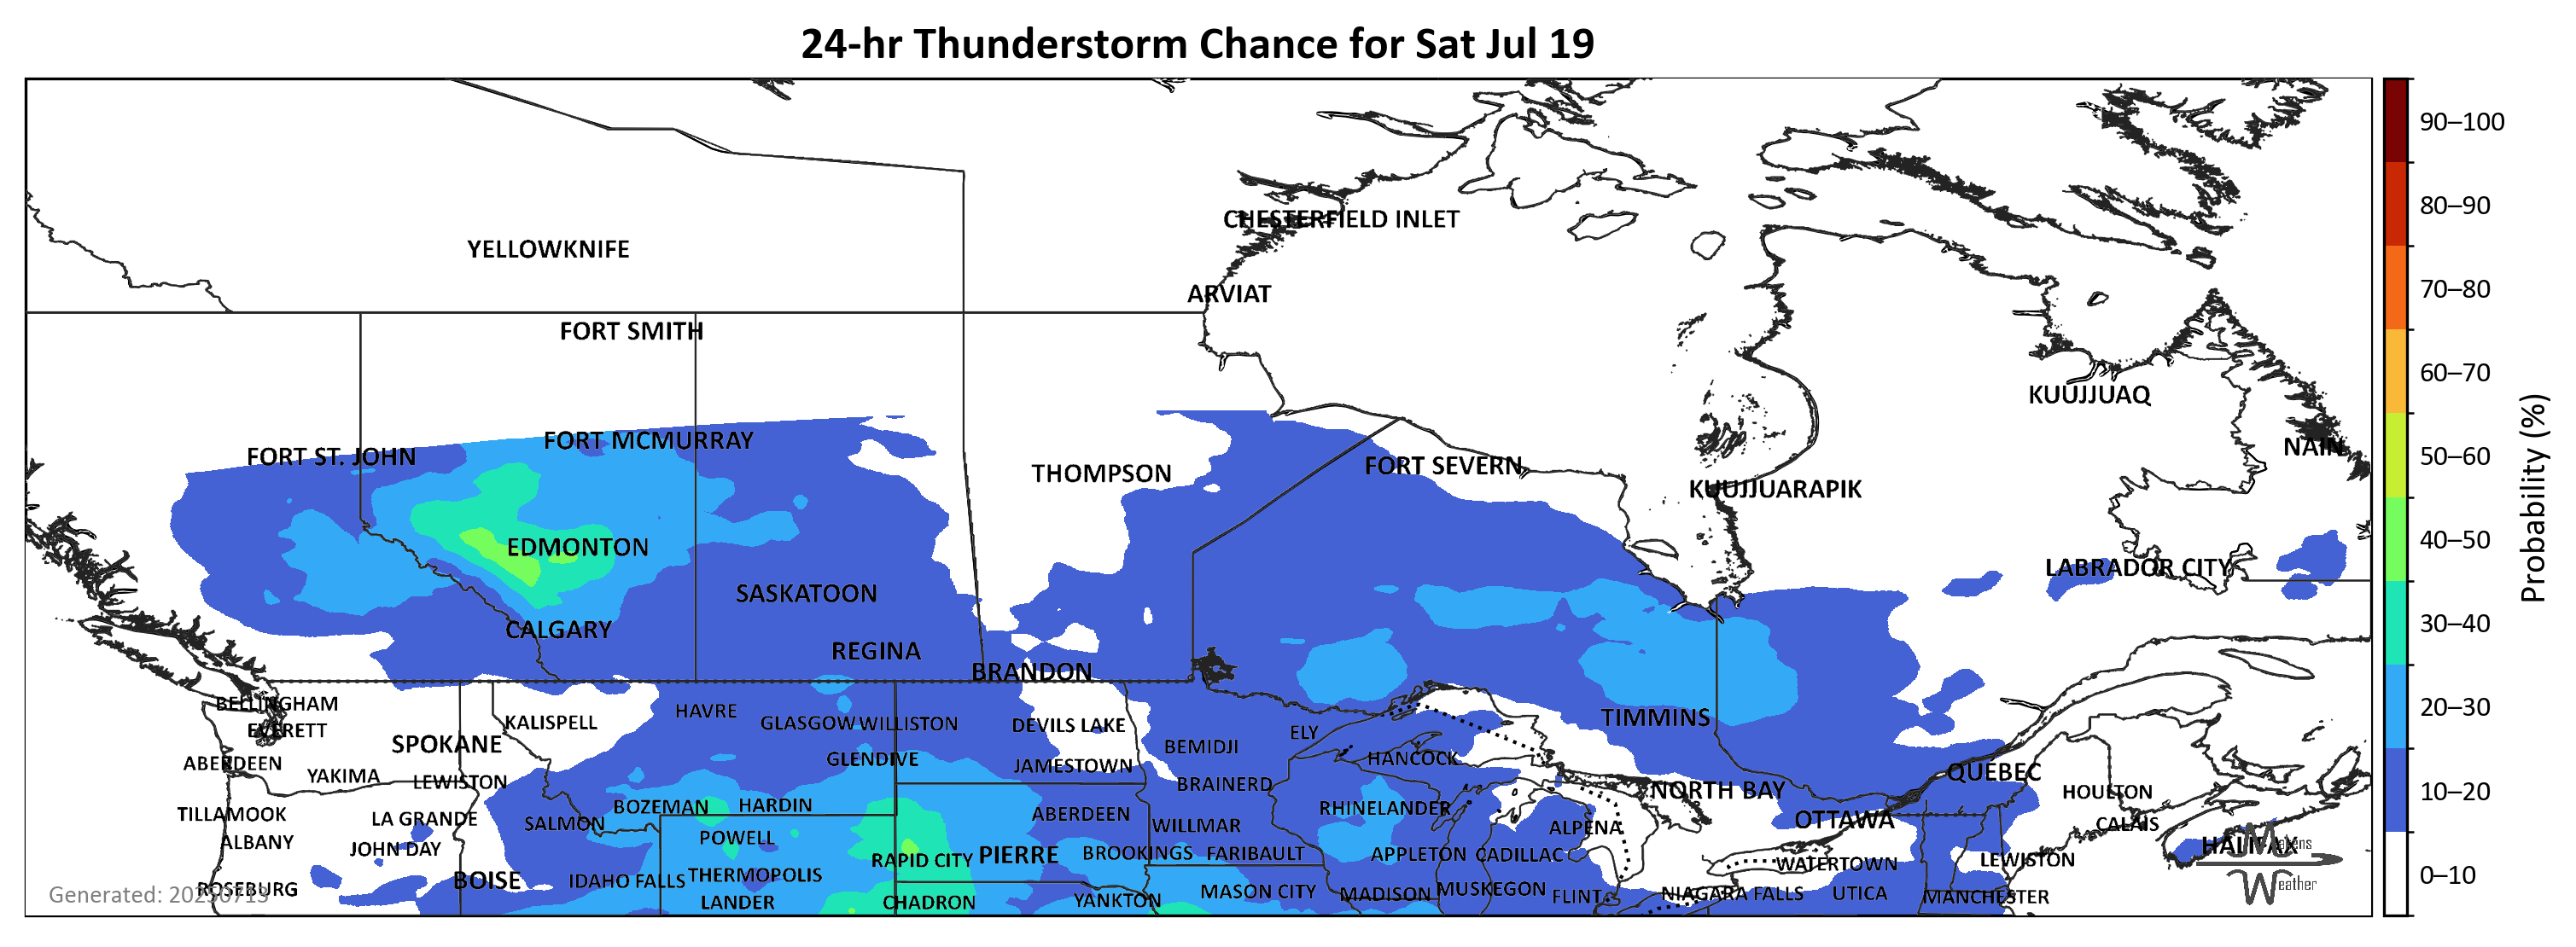 24-hr Thunderstorm Chance for Sat Jul 19
90–100
80–90
CHESTERFIELD INLET
YELLOWKNIFE
70–80
ARVIAT
FORT SMITH
60–70
KUUJJUAQ
50–60
FORT MCMURRAY
NAIN
FORT ST. JOHN
FORT SEVERN
THOMPSON
KUUJJUARAPIK
Probability (%)
40–50
EDMONTON
LABRADOR CITY
SASKATOON
30–40
CALGARY
REGINA
BRANDON
BELLINGHAM
20–30
HAVRE
TIMMINS
KALISPELL
GLASGOW
WILLISTON
DEVILS LAKE
EVERETT
ELY
SPOKANE
BEMIDJI
HANCOCK
GLENDIVE
ABERDEEN
JAMESTOWN
QUEBEC
YAKIMA
LEWISTON
BRAINERD
NORTH BAY
HOULTON
10–20
BOZEMAN
HARDIN
RHINELANDER
TILLAMOOK
ABERDEEN
LA GRANDE
OTTAWA
SALMON
WILLMAR
CALAIS
ALPENA
POWELL
ALBANY
HALIFAX
Makens
JOHN DAY
BROOKINGS
FARIBAULT
APPLETON
CADILLAC
PIERRE
RAPID CITY
LEWISTON
WATERTOWN
THERMOPOLIS
0–10
BOISE
IDAHO FALLS
Weather
ROSEBURG
MASON CITY
MUSKEGON
MADISON
NIAGARA FALLS
UTICA
Generated: 20250713
FLINT
MANCHESTER
YANKTON
LANDER
CHADRON